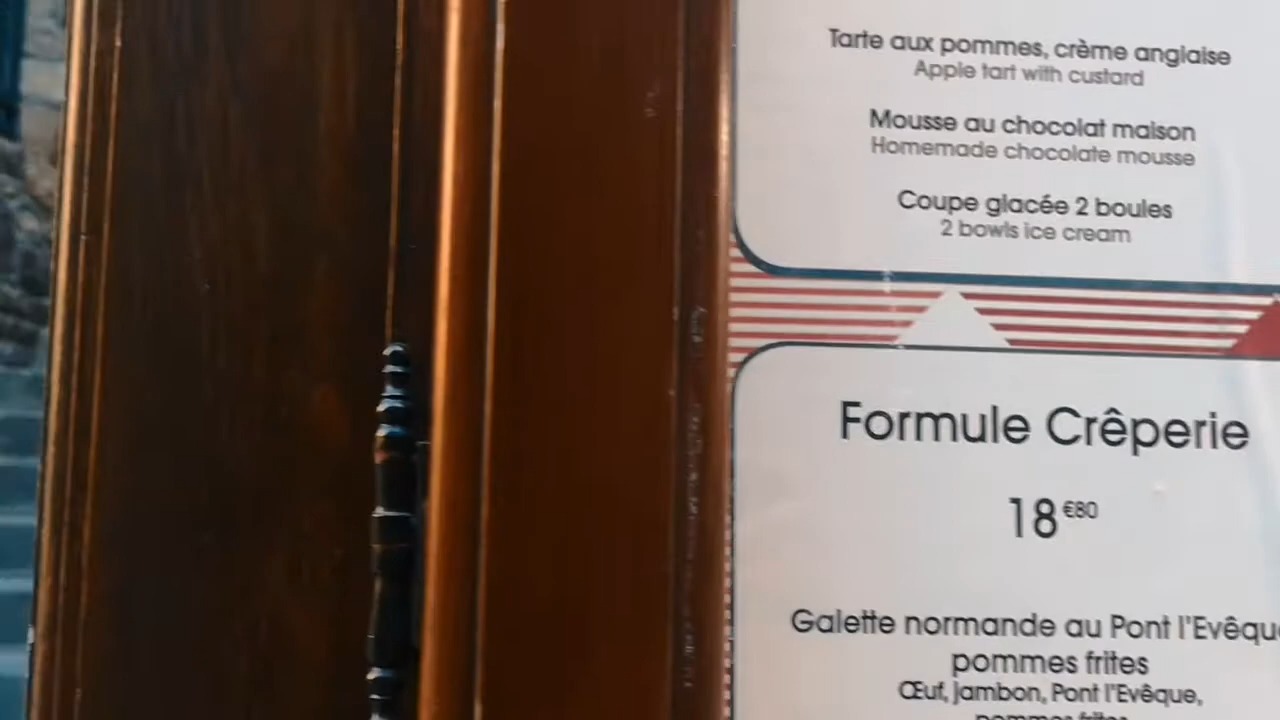 Tarte aux pommes, crème anglaise
Apple tart with custard
Mousse au chocolat maison
Homemade chocolate mousse
Coupe glacée 2 boules
2 bowls ice cream
Formule Crêperie
18 €80
Galette normande au Pont l'Evêqu
pommes frites
Œuf, jambon, Pont l'Evêque,
pommes frites